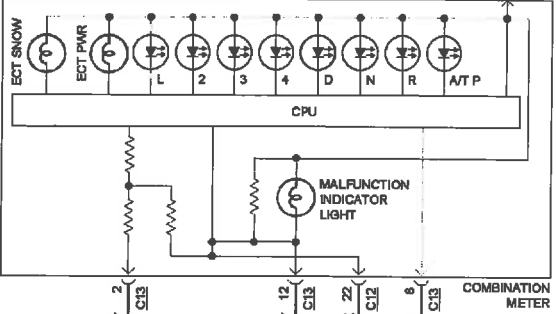 ECT SNOW
ECT PWR
L
2
3
4
D
N
R
A/T P
CPU
MALFUNCTION
INDICATOR
LIGHT
2
C13
12
C13
22
C12
8
C13
COMBINATION
METER